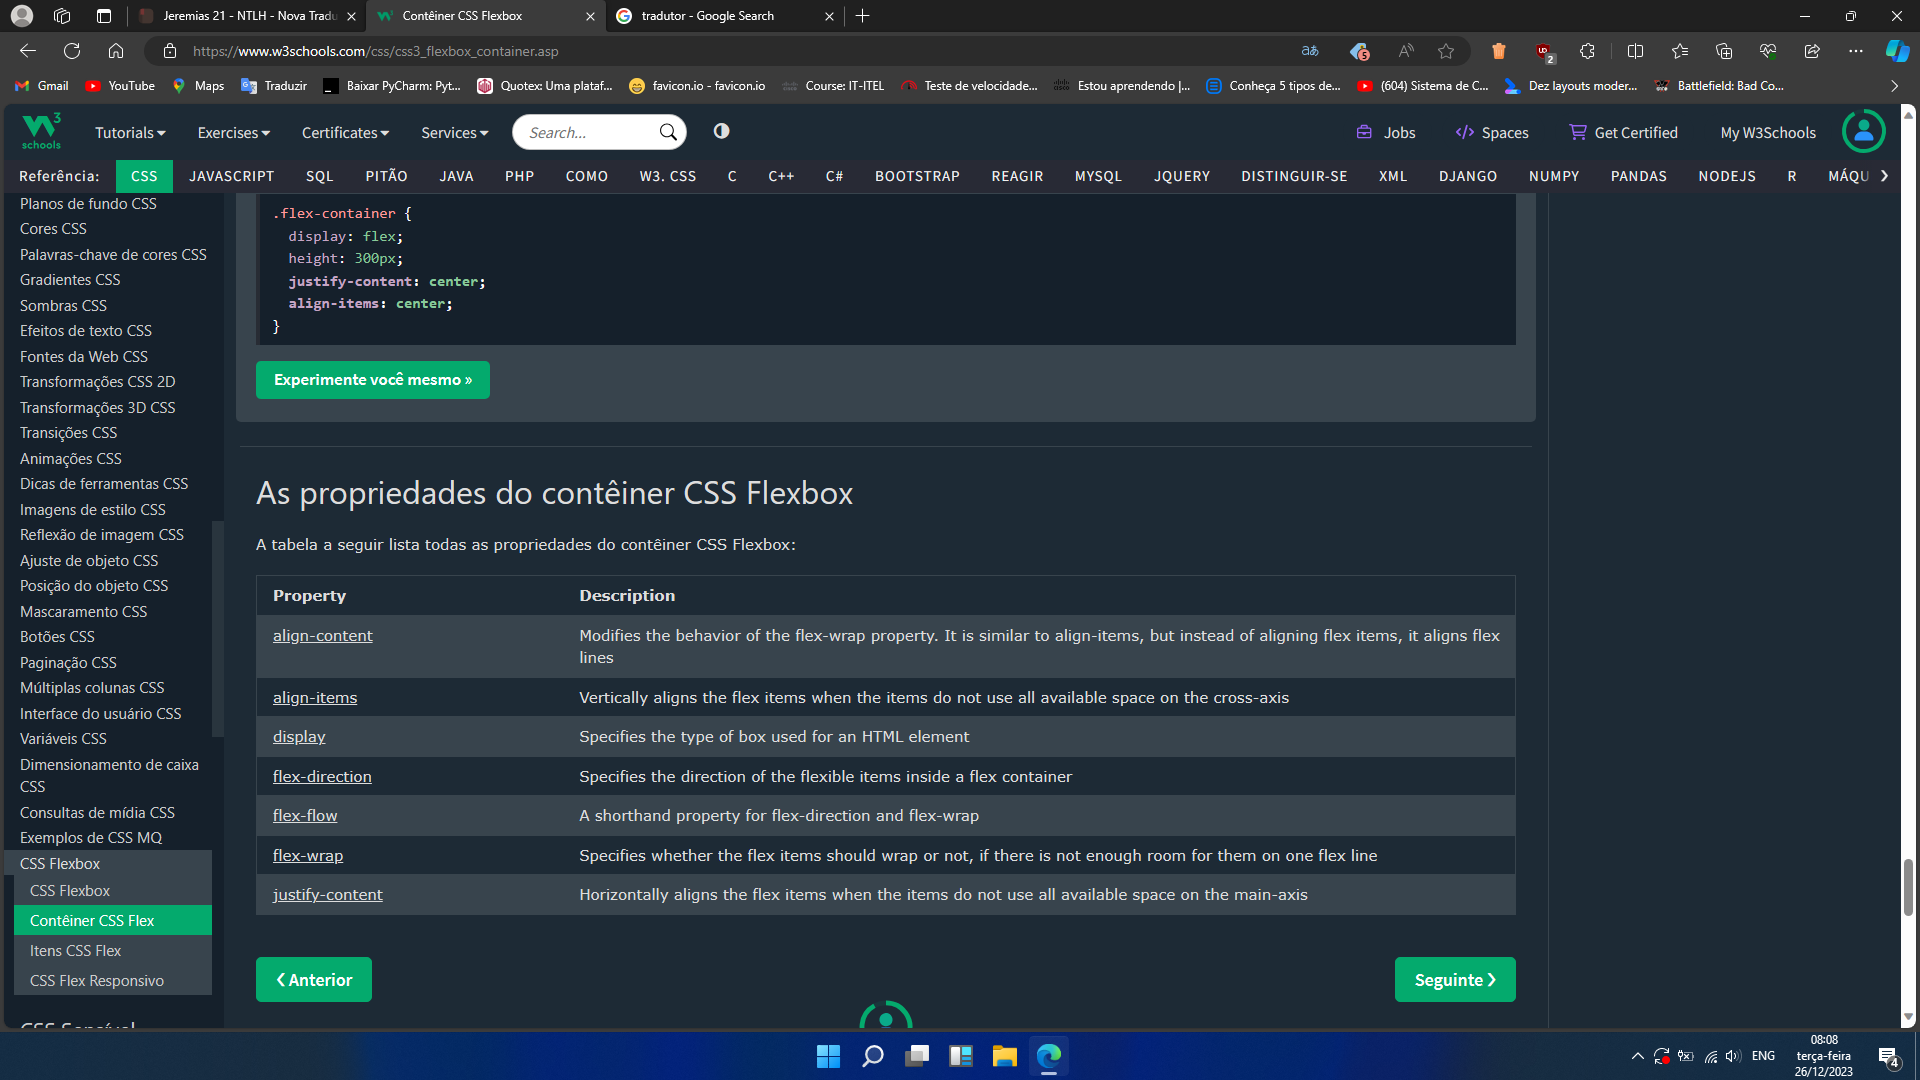 Jeremias 21 - NTLH - Nova Tradu
Contêiner CSS Flexbox
tradutor - Google Search
https://www.w3schools.com/css/css3_flexbox_container.asp
aあ
5
2
Gmail
YouTube
Maps
Traduzir
Baixar PyCharm: Pyt...
Quotex: Uma plataf...
favicon.io - favicon.io
Course: IT-ITEL
Teste de velocidade...
Estou aprendendo |...
Conheça 5 tipos de...
(604) Sistema de C...
Dez layouts moder...
Battlefield: Bad Co...
W3 schools
Tutorials
Exercises
Certificates
Services
Search...
Jobs
Spaces
Get Certified
My W3Schools
Referência:
CSS
JAVASCRIPT
SQL
PITÃO
JAVA
PHP
COMO
W3. CSS
C
C++
C#
BOOTSTRAP
REAGIR
MYSQL
JQUERY
DISTINGUIR-SE
XML
DJANGO
NUMPY
PANDAS
NODEJS
R
MÁQU
Planos de fundo CSS
Cores CSS
Palavras-chave de cores CSS
Gradientes CSS
Sombras CSS
Efeitos de texto CSS
Fontes da Web CSS
Transformações CSS 2D
Transformações 3D CSS
Transições CSS
Animações CSS
Dicas de ferramentas CSS
Imagens de estilo CSS
Reflexão de imagem CSS
Ajuste de objeto CSS
Posição do objeto CSS
Mascaramento CSS
Botões CSS
Paginação CSS
Múltiplas colunas CSS
Interface do usuário CSS
Variáveis CSS
Dimensionamento de caixa
CSS
Consultas de mídia CSS
Exemplos de CSS MQ
CSS Flexbox
CSS Flexbox
Contêiner CSS Flex
Itens CSS Flex
CSS Flex Responsivo
CSS Sensível
.flex-container {
display: flex;
height: 300px;
justify-content: center;
align-items: center;
}
Experimente você mesmo »
As propriedades do contêiner CSS Flexbox
A tabela a seguir lista todas as propriedades do contêiner CSS Flexbox:
Property Description
align-content Modifies the behavior of the flex-wrap property. It is similar to align-items, but instead of aligning flex items, it aligns flex
lines
align-items Vertically aligns the flex items when the items do not use all available space on the cross-axis
display Specifies the type of box used for an HTML element
flex-direction Specifies the direction of the flexible items inside a flex container
flex-flow A shorthand property for flex-direction and flex-wrap
flex-wrap Specifies whether the flex items should wrap or not, if there is not enough room for them on one flex line
justify-content Horizontally aligns the flex items when the items do not use all available space on the main-axis
❮ Anterior
Seguinte ❯
ENG
08:08
terça-feira
26/12/2023
4